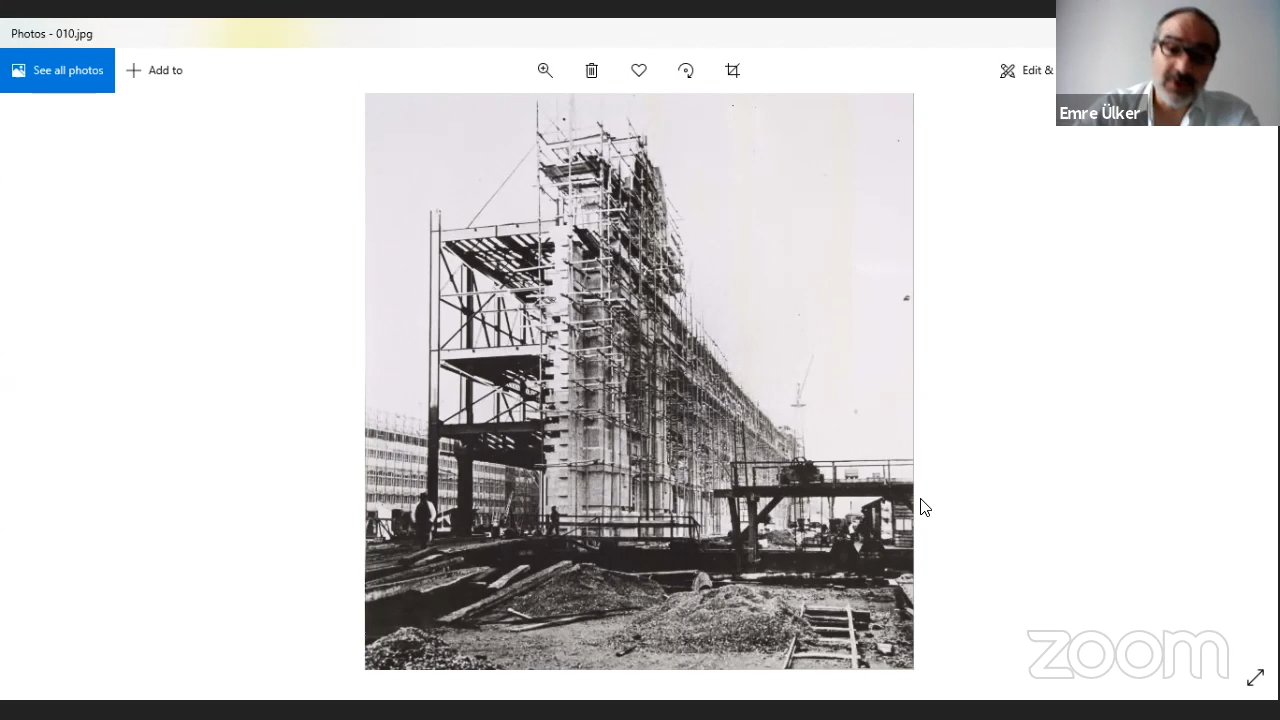 Photos - 010.jpg
See all photos
Add to
Edit &
Emre Ülker
zoom